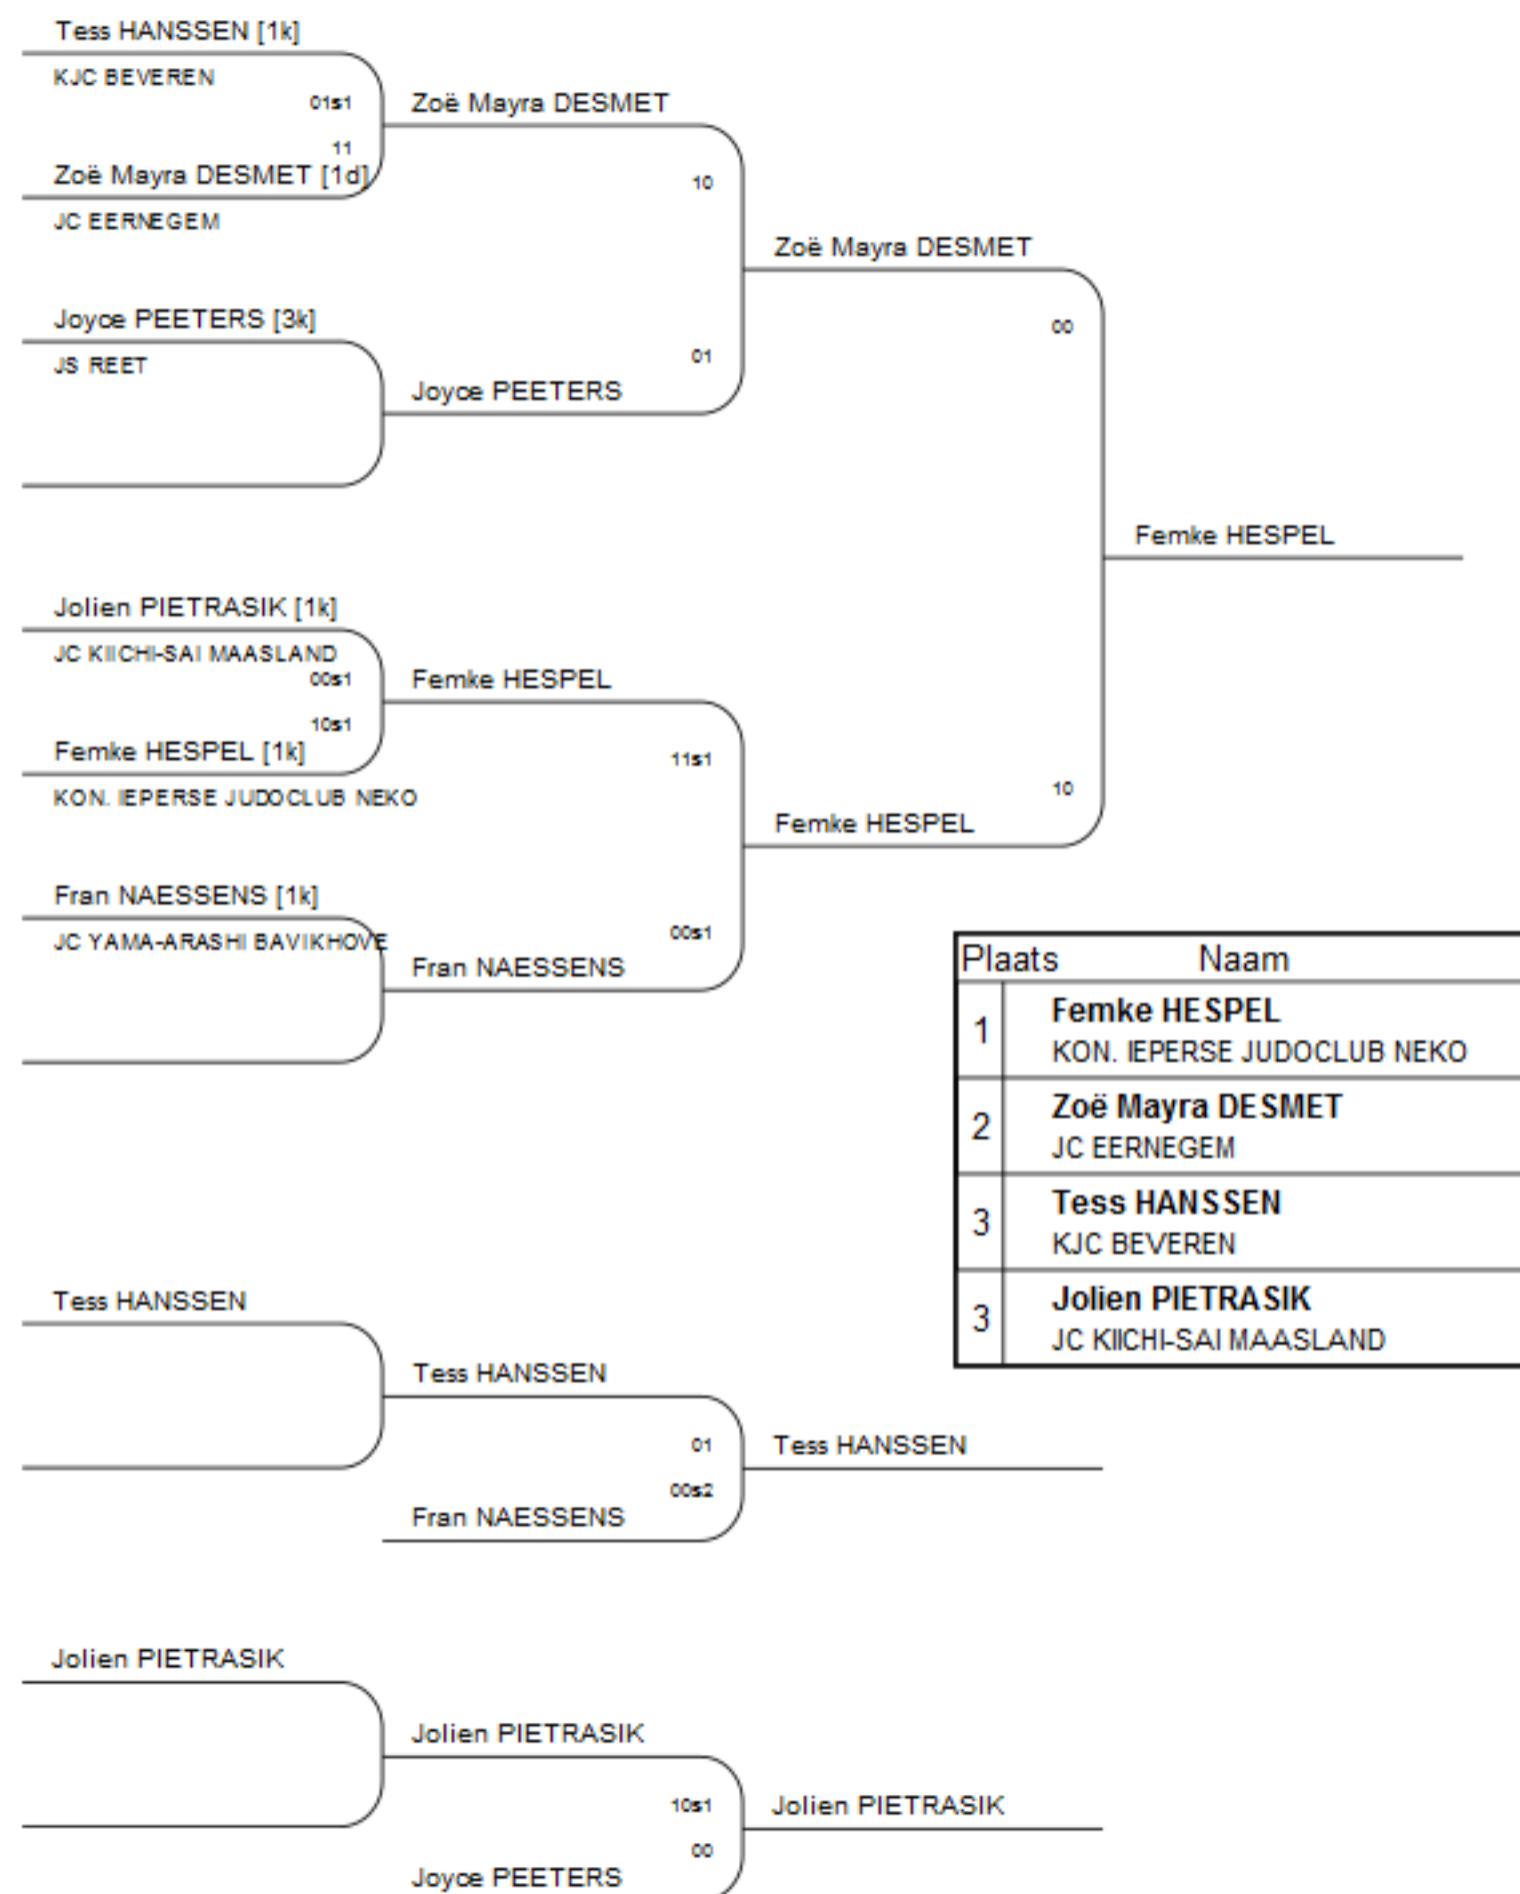 Tess HANSSEN [1k]
KJC BEVEREN
01s1
Zoë Mayra DESMET
11
Zoë Mayra DESMET [1d]
JC EERNEGEM
10
Zoë Mayra DESMET
Joyce PEETERS [3k]
JS REET
01
Joyce PEETERS
00
Femke HESPEL
Jolien PIETRASIK [1k]
JC KIICHI-SAI MAASLAND
00s1
Femke HESPEL
10s1
Femke HESPEL [1k]
KON. IEPERSE JUDOCLUB NEKO
11s1
10
Femke HESPEL
Fran NAESSENS [1k]
JC YAMA-ARASHI BAVIKHOVE
00s1
Fran NAESSENS
Plaats Naam
1 Femke HESPEL
KON. IEPERSE JUDOCLUB NEKO
2 Zoë Mayra DESMET
JC EERNEGEM
3 Tess HANSSEN
KJC BEVEREN
3 Jolien PIETRASIK
JC KIICHI-SAI MAASLAND
Tess HANSSEN
Tess HANSSEN
01
Tess HANSSEN
00s2
Fran NAESSENS
Jolien PIETRASIK
Jolien PIETRASIK
10s1
Jolien PIETRASIK
00
Joyce PEETERS